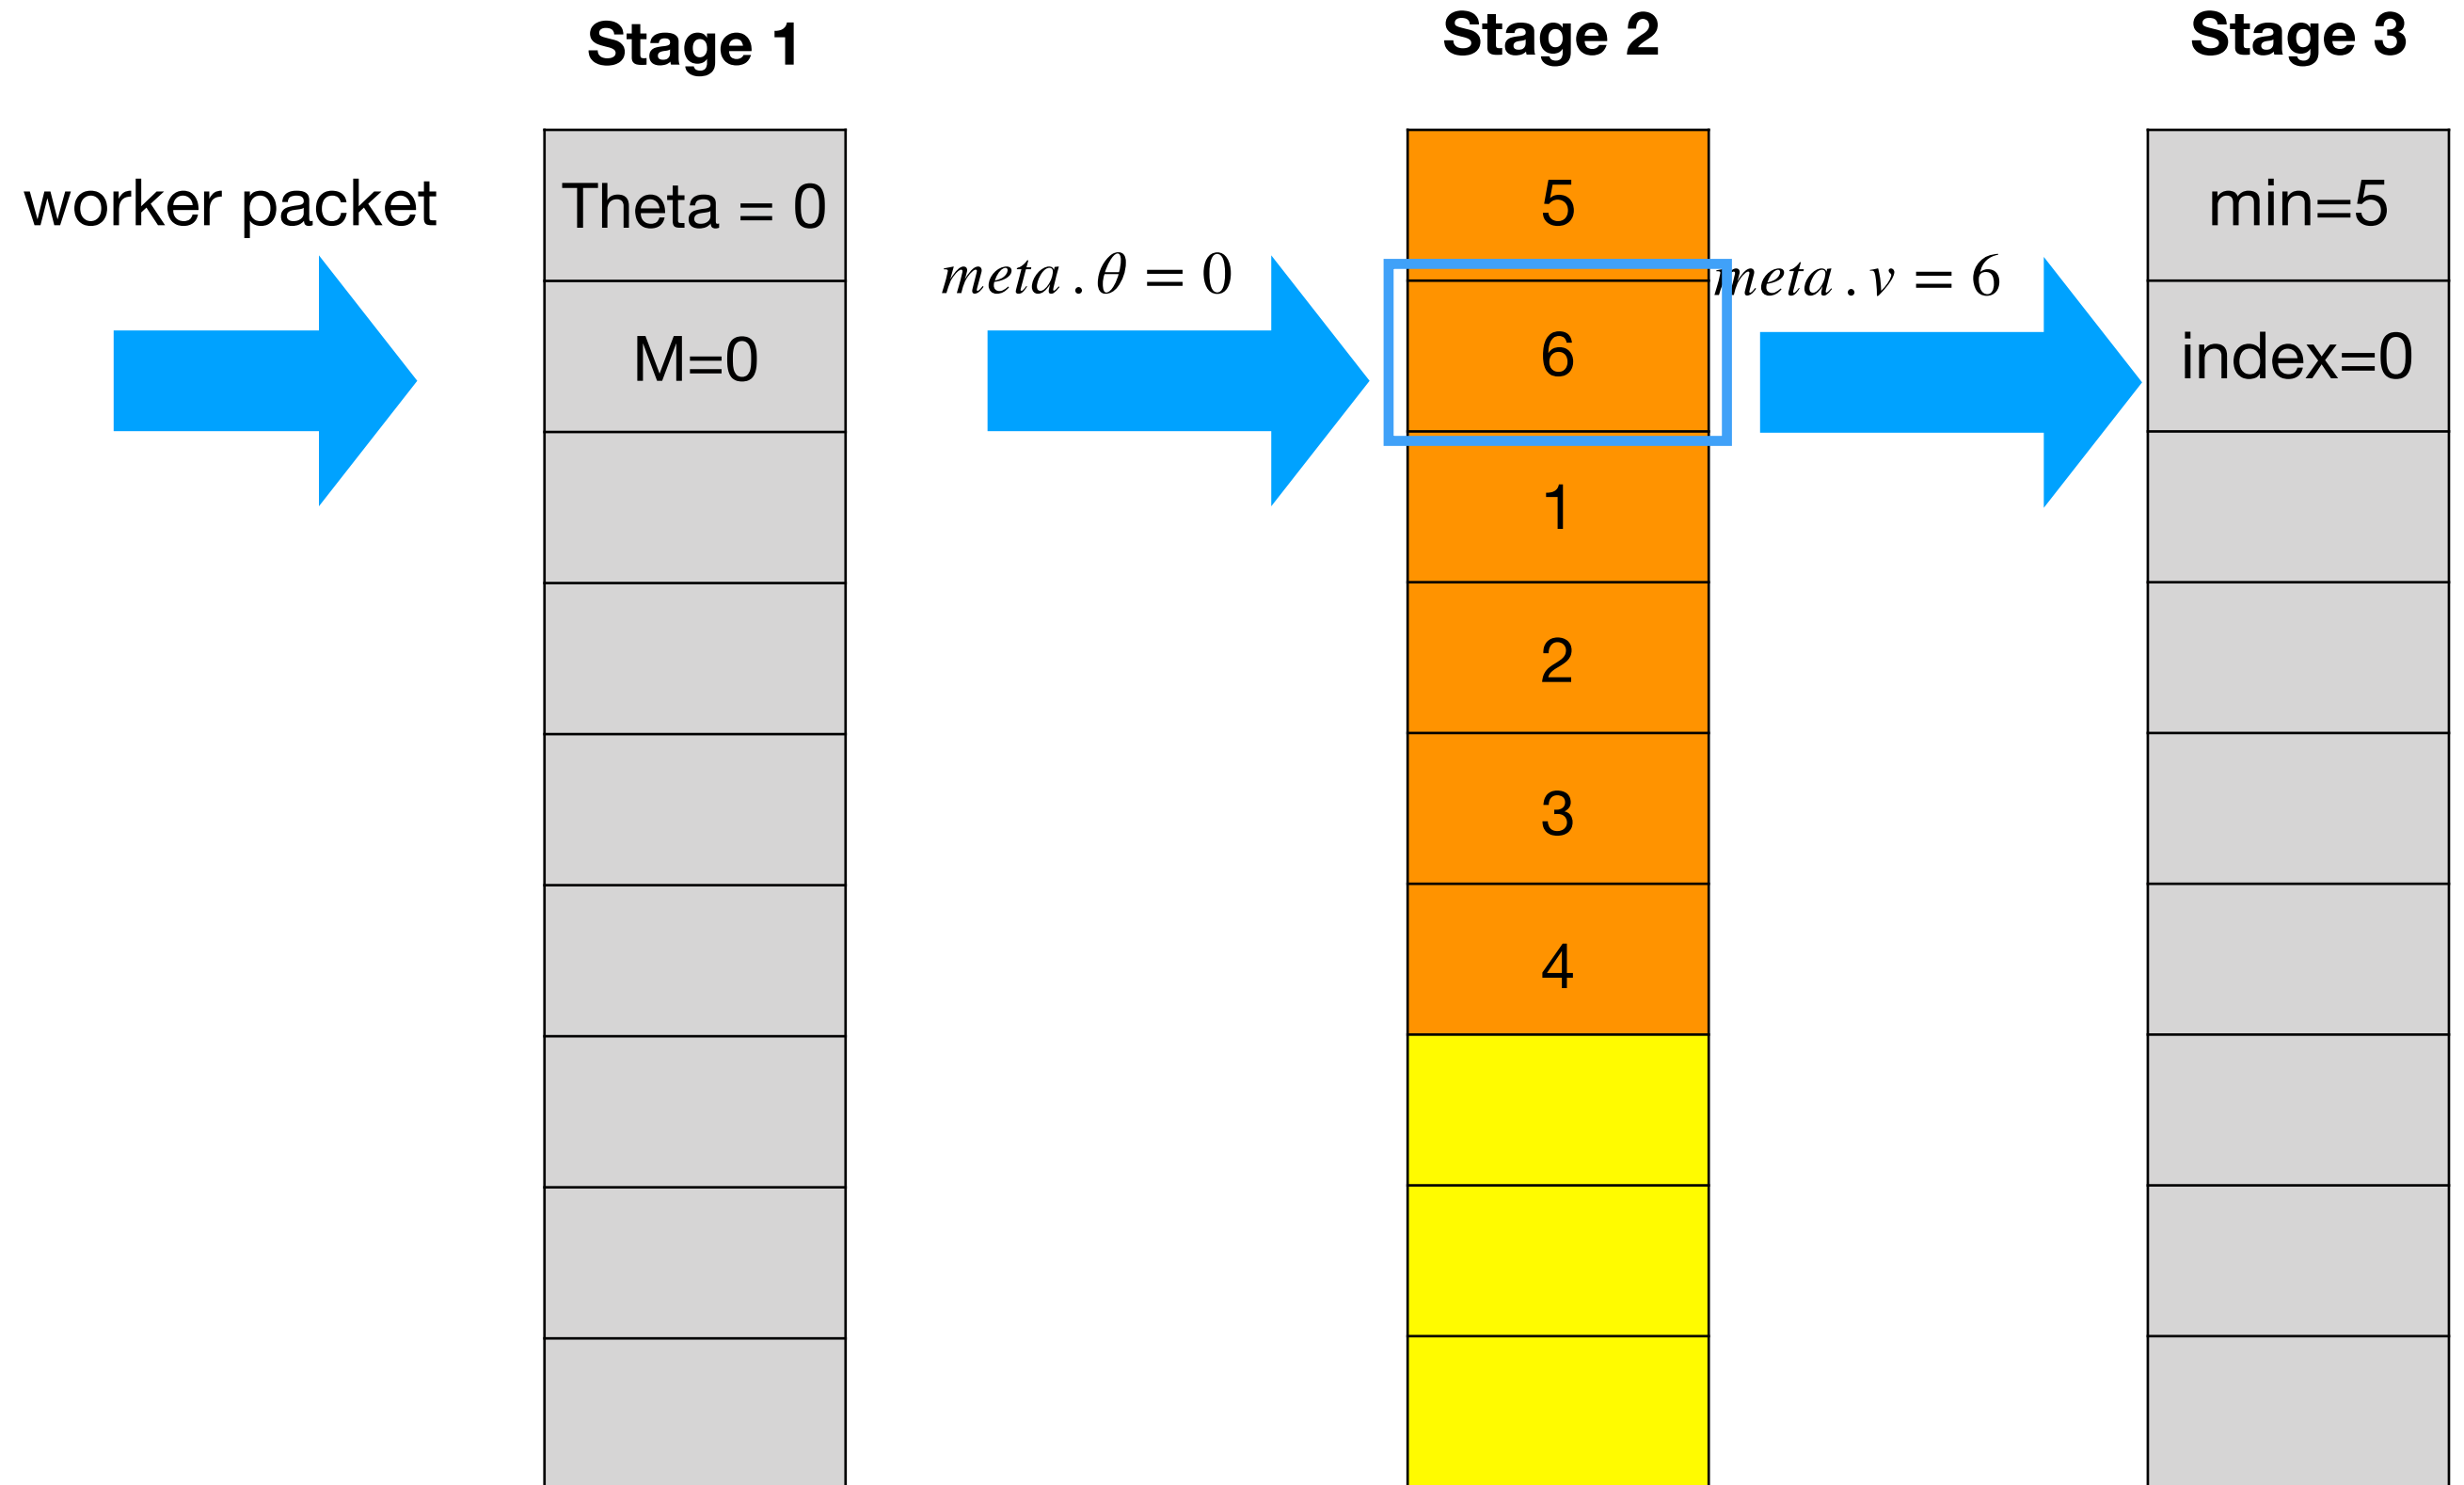 Stage 1
Stage 2
Stage 3
worker packet
Theta = 0
M=0
meta . θ = 0
5
6
1
2
3
4
meta . v = 6
min=5
index=0